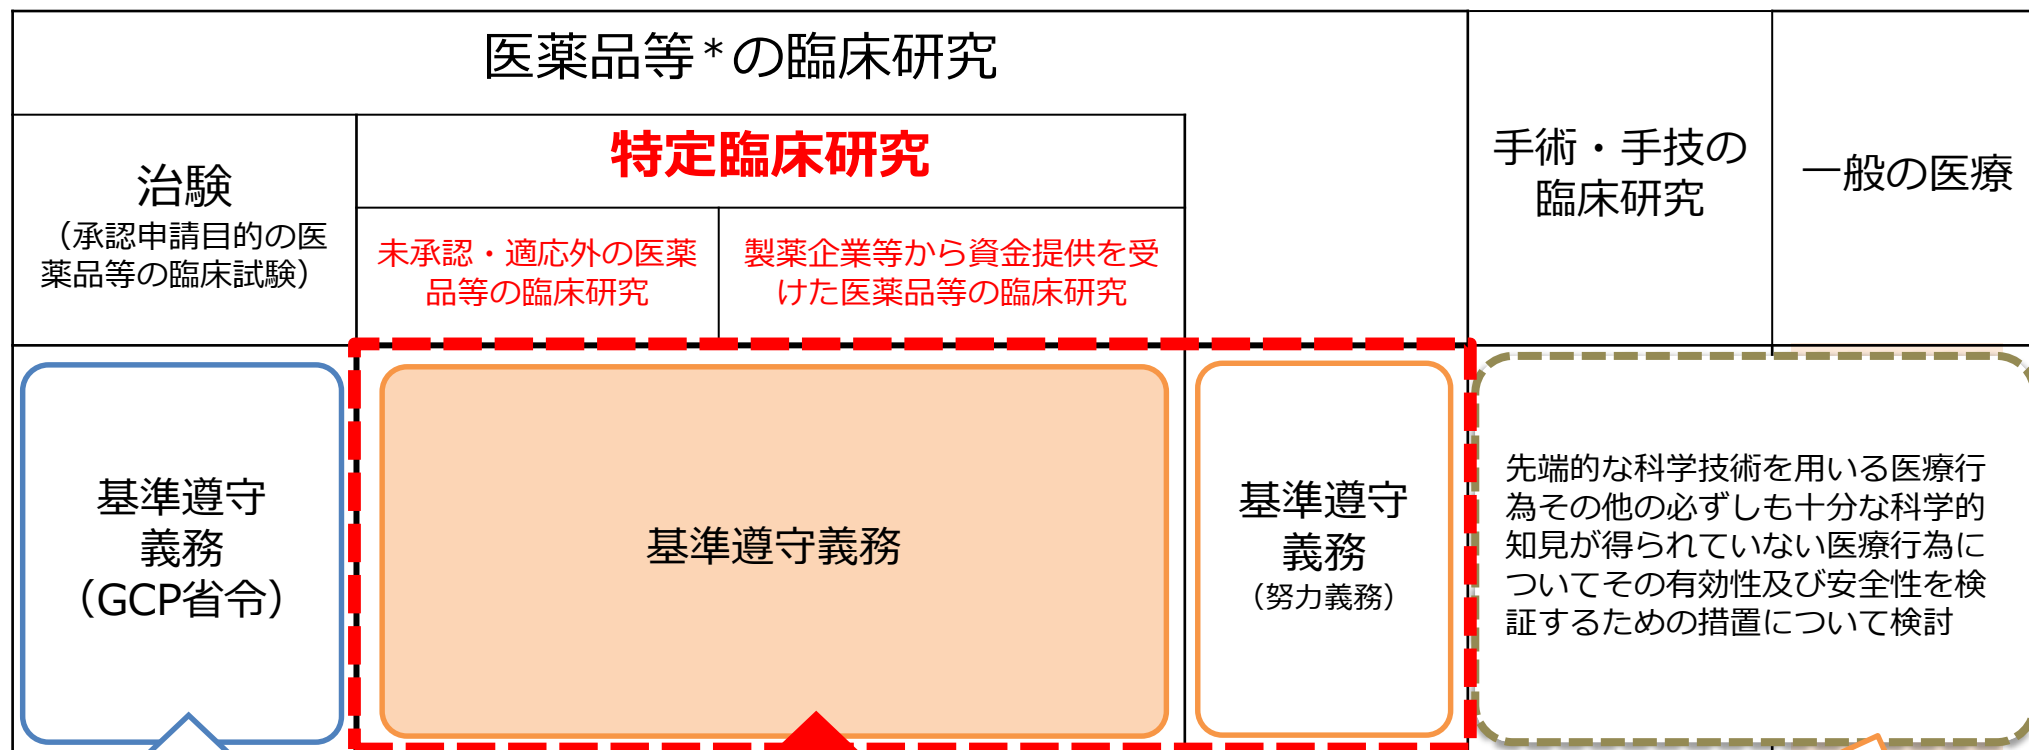 医薬品等*の臨床研究
治験
（承認申請目的の医
薬品等の臨床試験）
特定臨床研究
未承認・適応外の医薬
品等の臨床研究
製薬企業等から資金提供を受
けた医薬品等の臨床研究
手術・手技の
臨床研究
一般の医療
基準遵守
義務
（GCP省令）
基準遵守義務
基準遵守
義務
（努力義務）
先端的な科学技術を用いる医療行
為その他の必ずしも十分な科学的
知見が得られていない医療行為に
ついてその有効性及び安全性を検
証するための措置について検討